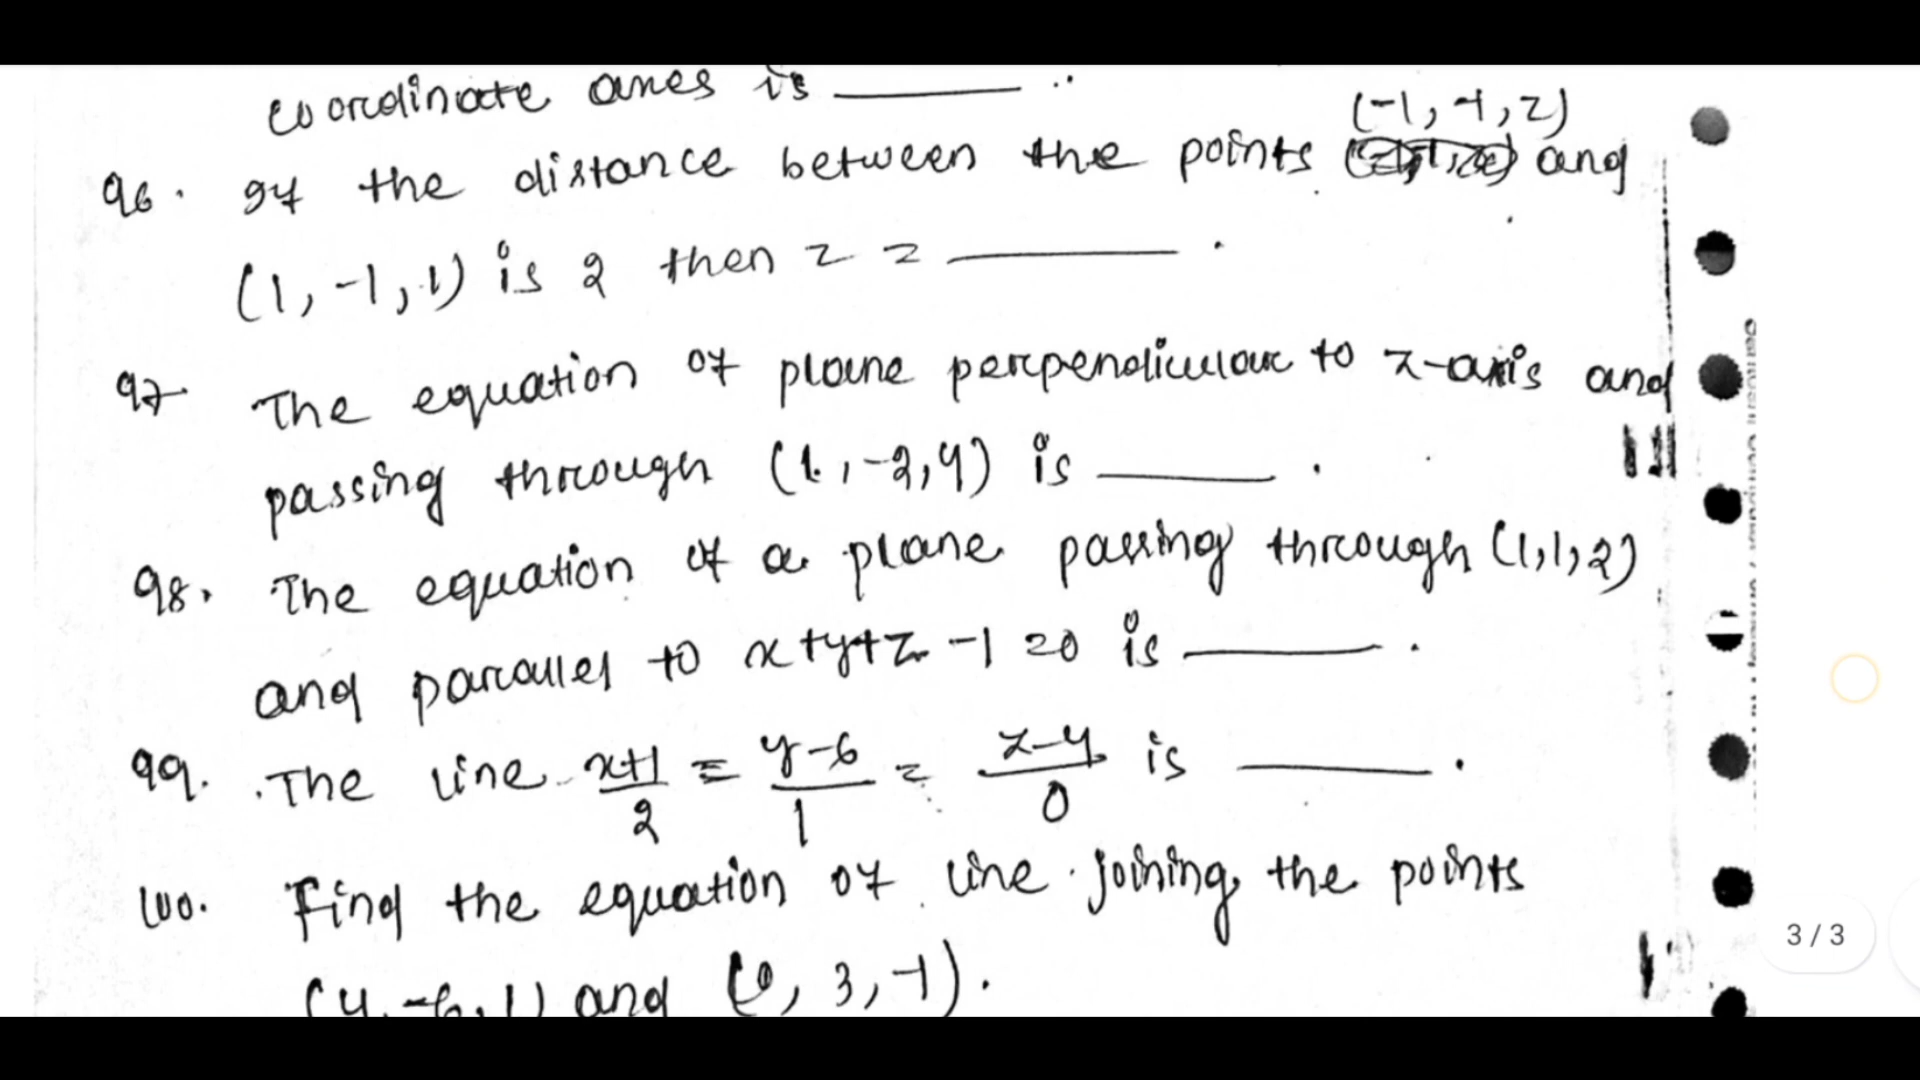 coordinate axes is ______ .
(-1, -1, z)
96. If the distance between the points and
(1, -1, 1) is 2 then z = ______ .
97 The equation of plane perpendicular to z-axis and
passing through (1, -2, 4) is ______ .
98. The equation of a plane passing through (1,1,2)
and parallel to x+y+z-1=0 is ______ .
99. The line x+1/2 = y-6/1 = z-4/0 is ______ .
100. Find the equation of line joining the points
3/3
(4, -6, 1) and (0, 3, -1).